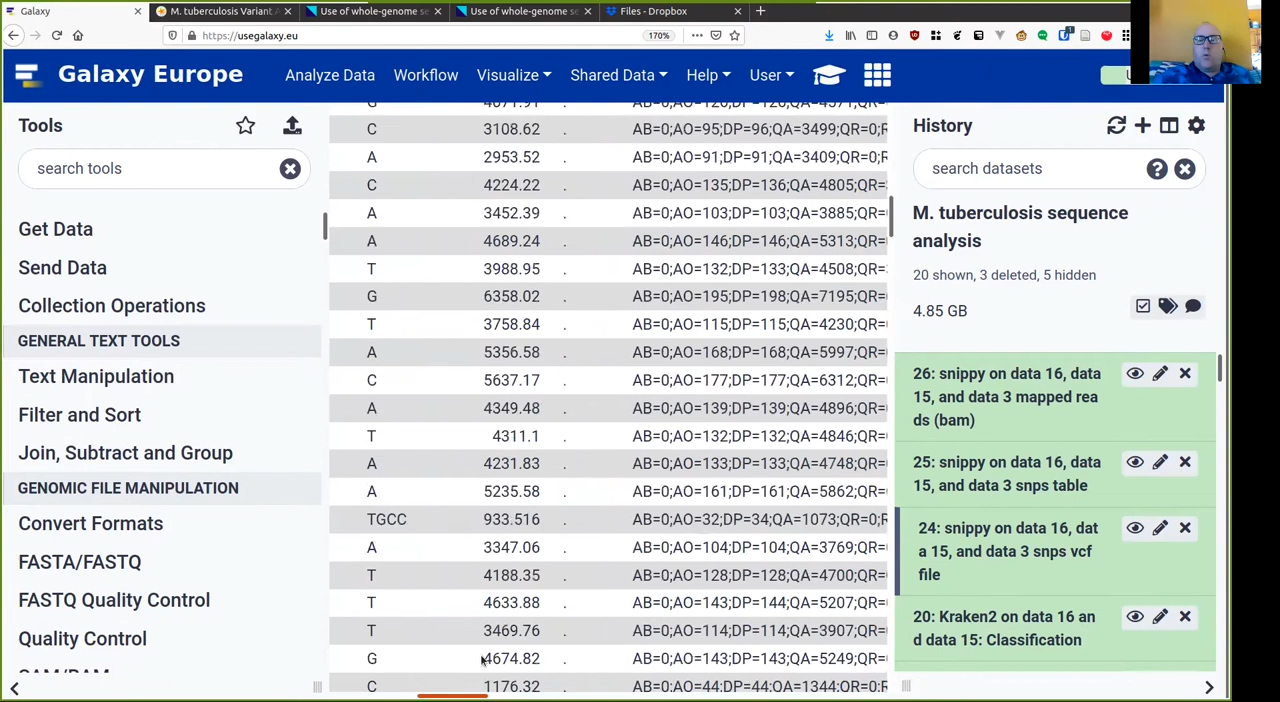 Galaxy
M. tuberculosis Variant A
Use of whole-genome se
Use of whole-genome se
Files - Dropbox
https://usegalaxy.eu
170%
Galaxy Europe
Analyze Data
Workflow
Visualize
Shared Data
Help
User
Tools
search tools
Get Data
Send Data
Collection Operations
GENERAL TEXT TOOLS
Text Manipulation
Filter and Sort
Join, Subtract and Group
GENOMIC FILE MANIPULATION
Convert Formats
FASTA/FASTQ
FASTQ Quality Control
Quality Control
SAM/BAM
G 4071.91 . AB=0;AO=126;DP=126;QA=4571;QR=
C 3108.62 . AB=0;AO=95;DP=96;QA=3499;QR=0;R
A 2953.52 . AB=0;AO=91;DP=91;QA=3409;QR=0;R
C 4224.22 . AB=0;AO=135;DP=136;QA=4805;QR=
A 3452.39 . AB=0;AO=103;DP=103;QA=3885;QR=
A 4689.24 . AB=0;AO=146;DP=146;QA=5313;QR=
T 3988.95 . AB=0;AO=132;DP=133;QA=4508;QR=
G 6358.02 . AB=0;AO=195;DP=198;QA=7195;QR=
T 3758.84 . AB=0;AO=115;DP=115;QA=4230;QR=
A 5356.58 . AB=0;AO=168;DP=168;QA=5997;QR=
C 5637.17 . AB=0;AO=177;DP=177;QA=6312;QR=
A 4349.48 . AB=0;AO=139;DP=139;QA=4896;QR=
T 4311.1 . AB=0;AO=132;DP=132;QA=4846;QR=
A 4231.83 . AB=0;AO=133;DP=133;QA=4748;QR=
A 5235.58 . AB=0;AO=161;DP=161;QA=5862;QR=
TGCC 933.516 . AB=0;AO=32;DP=34;QA=1073;QR=0;R
A 3347.06 . AB=0;AO=104;DP=104;QA=3769;QR=
T 4188.35 . AB=0;AO=128;DP=128;QA=4700;QR=
T 4633.88 . AB=0;AO=143;DP=144;QA=5207;QR=
T 3469.76 . AB=0;AO=114;DP=114;QA=3907;QR=
G 4674.82 . AB=0;AO=143;DP=143;QA=5249;QR=
C 1176.32 . AB=0;AO=44;DP=44;QA=1344;QR=0;R
History
search datasets
M. tuberculosis sequence
analysis
20 shown, 3 deleted, 5 hidden
4.85 GB
26: snippy on data 16, data
15, and data 3 mapped rea
ds (bam)
25: snippy on data 16, data
15, and data 3 snps table
24: snippy on data 16, dat
a 15, and data 3 snps vcf
file
20: Kraken2 on data 16 an
d data 15: Classification